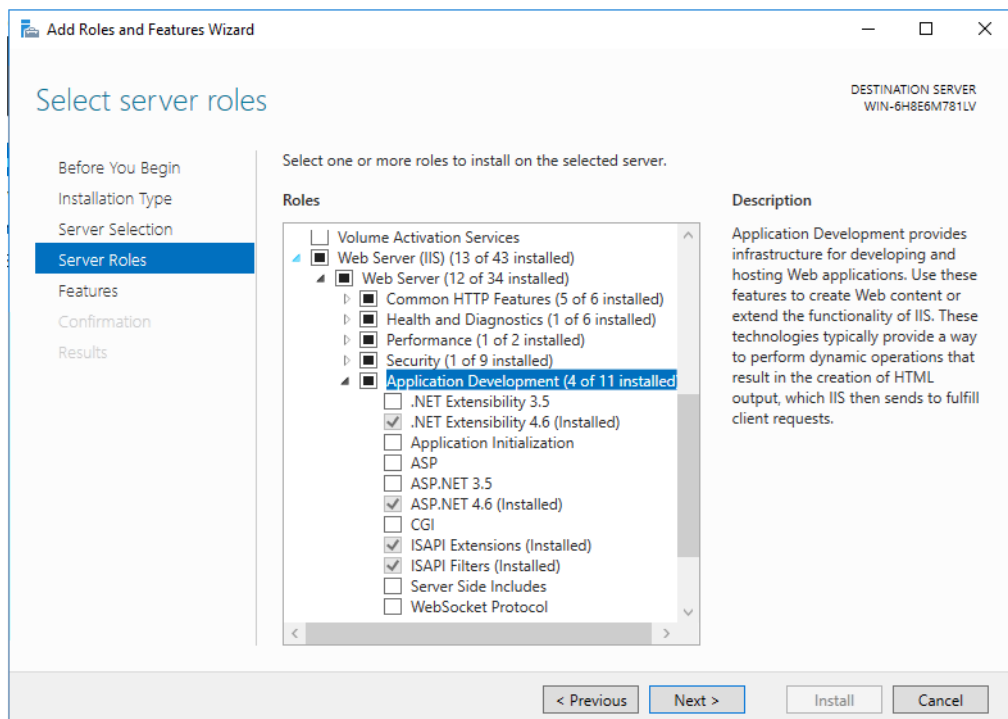 Add Roles and Features Wizard
Select server roles
DESTINATION SERVER
WIN-6H8E6M781LV
Before You Begin
Installation Type
Server Selection
Server Roles
Features
Confirmation
Results
Select one or more roles to install on the selected server.
Roles
Volume Activation Services
Web Server (IIS) (13 of 43 installed)
Web Server (12 of 34 installed)
Common HTTP Features (5 of 6 installed)
Health and Diagnostics (1 of 6 installed)
Performance (1 of 2 installed)
Security (1 of 9 installed)
Application Development (4 of 11 installed)
.NET Extensibility 3.5
.NET Extensibility 4.6 (Installed)
Application Initialization
ASP
ASP.NET 3.5
ASP.NET 4.6 (Installed)
CGI
ISAPI Extensions (Installed)
ISAPI Filters (Installed)
Server Side Includes
WebSocket Protocol
Description
Application Development provides
infrastructure for developing and
hosting Web applications. Use these
features to create Web content or
extend the functionality of IIS. These
technologies typically provide a way
to perform dynamic operations that
result in the creation of HTML
output, which IIS then sends to fulfill
client requests.
< Previous
Next >
Install
Cancel